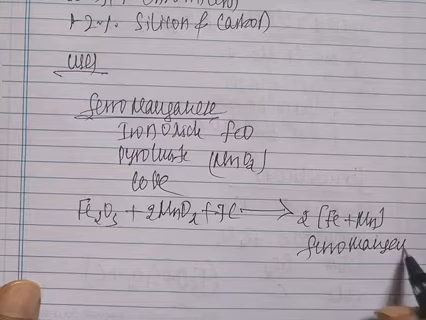 + 2% Silicon & Carbon)
Uses
ferromanganese
Iron Oxide feO
Pyrolusite (MnO2)
Coke
Fe2O3 + 2MnO2 + 7C → 2 [Fe + Mn]
ferromangan